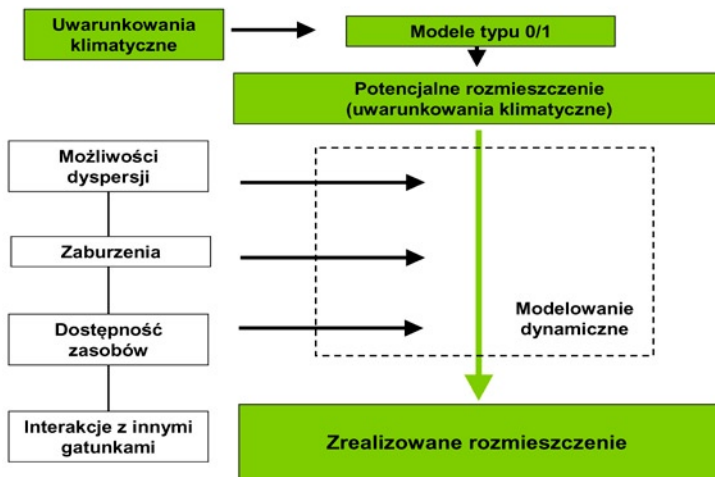 Uwarunkowania
klimatyczne
Modele typu 0/1
Potencjalne rozmieszczenie
(uwarunkowania klimatyczne)
Możliwości
dyspersji
Zaburzenia
Dostępność
zasobów
Interakcje z innymi
gatunkami
Modelowanie
dynamiczne
Zrealizowane rozmieszczenie